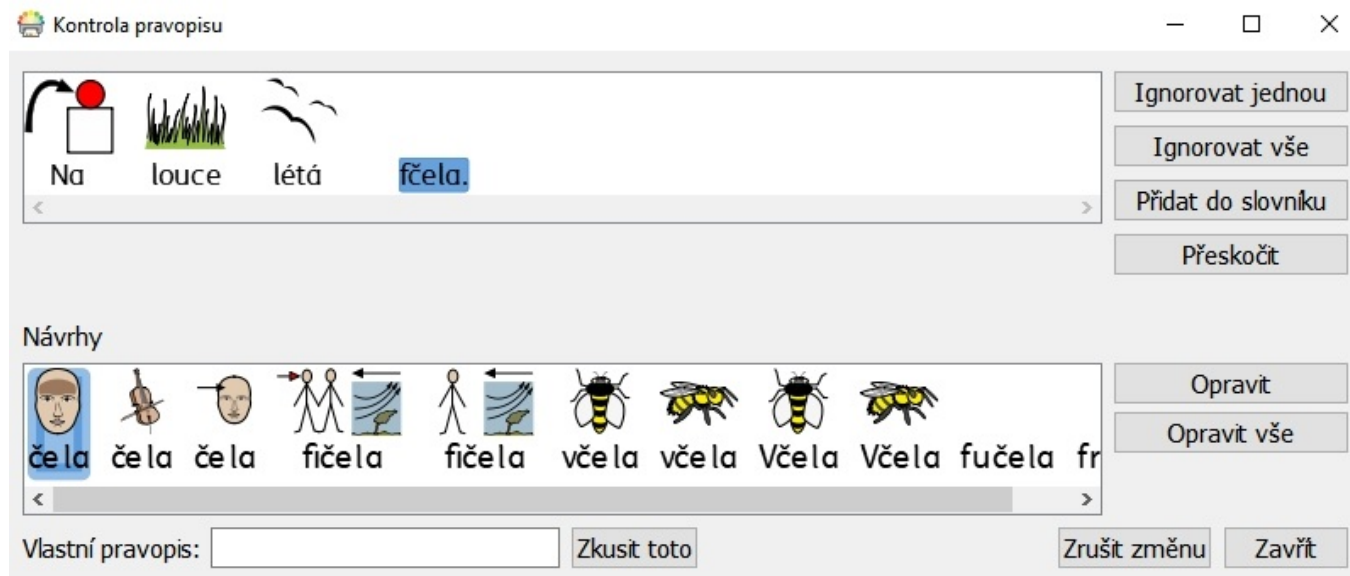 Kontrola pravopisu
Ignorovat jednou
Na louce létá fčela.
Ignorovat vše
Přidat do slovníku
Přeskočit
Návrhy
čela čela čela fičela fičela včela včela Včela Včela fučela fr
Opravit
Opravit vše
Vlastní pravopis: Zkusit toto Zrušit změnu Zavřít